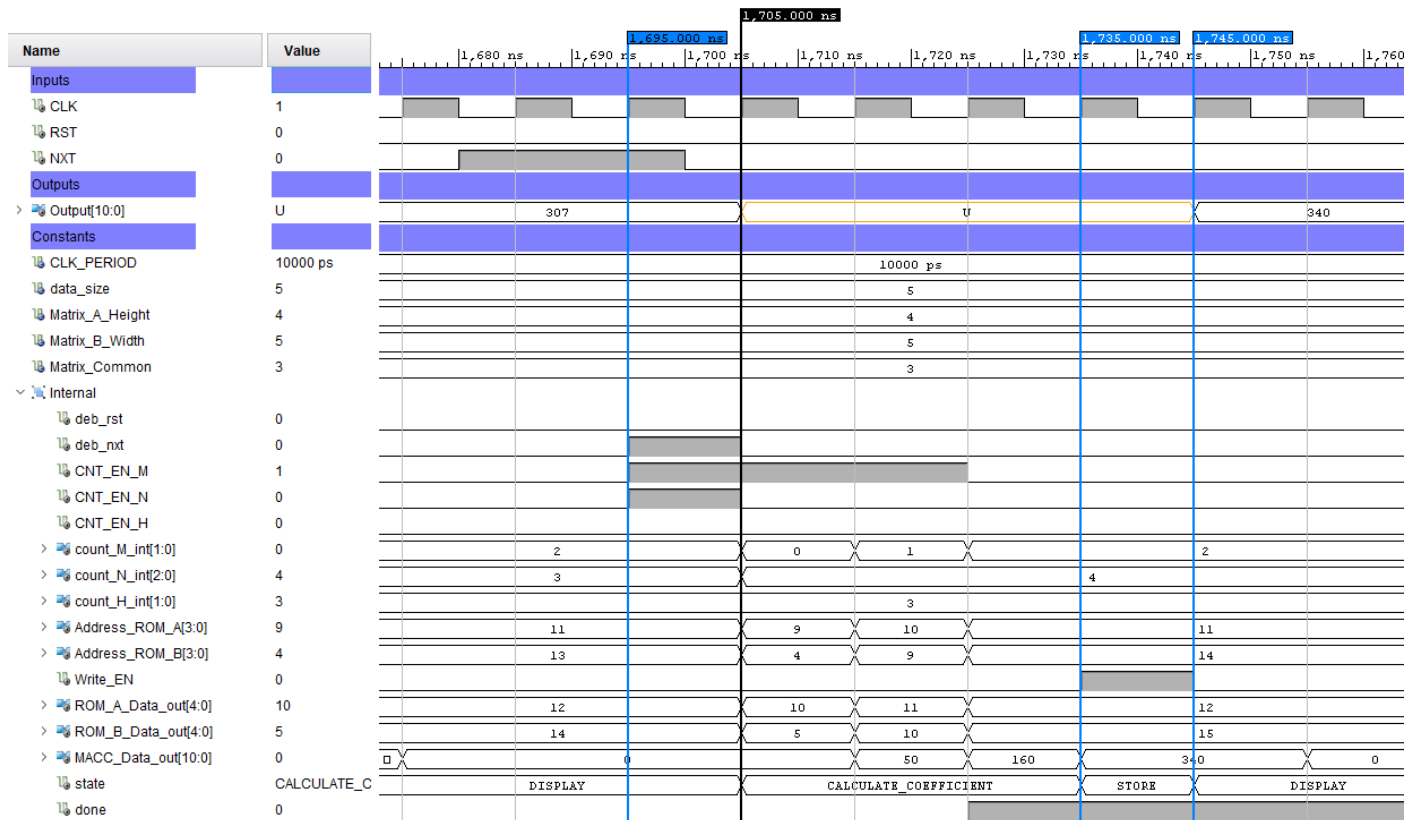 1,705.000 ns
1,695.000 ns 1,735.000 ns 1,745.000 ns
Name Value 1,680 ns 1,690 ns 1,700 ns 1,710 ns 1,720 ns 1,730 ns 1,740 ns 1,750 ns 1,760
Inputs
CLK 1
RST 0
NXT 0
Outputs
Output[10:0] U 307 U 340
Constants
CLK_PERIOD 10000 ps 10000 ps
data_size 5 5
Matrix_A_Height 4 4
Matrix_B_Width 5 5
Matrix_Common 3 3
Internal
deb_rst 0
deb_nxt 0
CNT_EN_M 1
CNT_EN_N 0
CNT_EN_H 0
count_M_int[1:0] 0 2 0 1 2
count_N_int[2:0] 4 3 4
count_H_int[1:0] 3 3
Address_ROM_A[3:0] 9 11 9 10 11
Address_ROM_B[3:0] 4 13 4 9 14
Write_EN 0
ROM_A_Data_out[4:0] 10 12 10 11 12
ROM_B_Data_out[4:0] 5 14 5 10 15
MACC_Data_out[10:0] 0 0 50 160 340 0
state CALCULATE_C DISPLAY CALCULATE_COEFFICIENT STORE DISPLAY
done 0